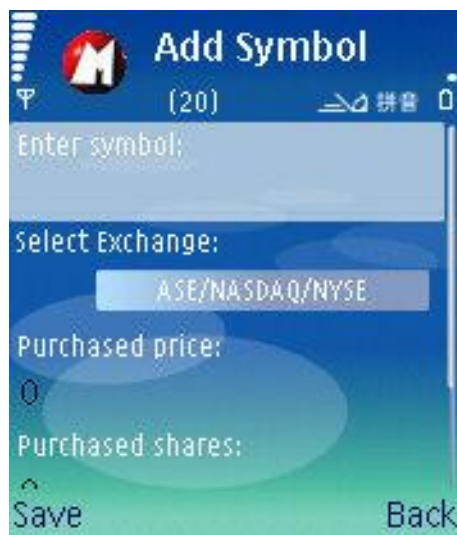 Add Symbol
(20)
拼音
Enter symbol:
Select Exchange:
ASE/NASDAQ/NYSE
Purchased price:
0
Purchased shares:
Save
Back